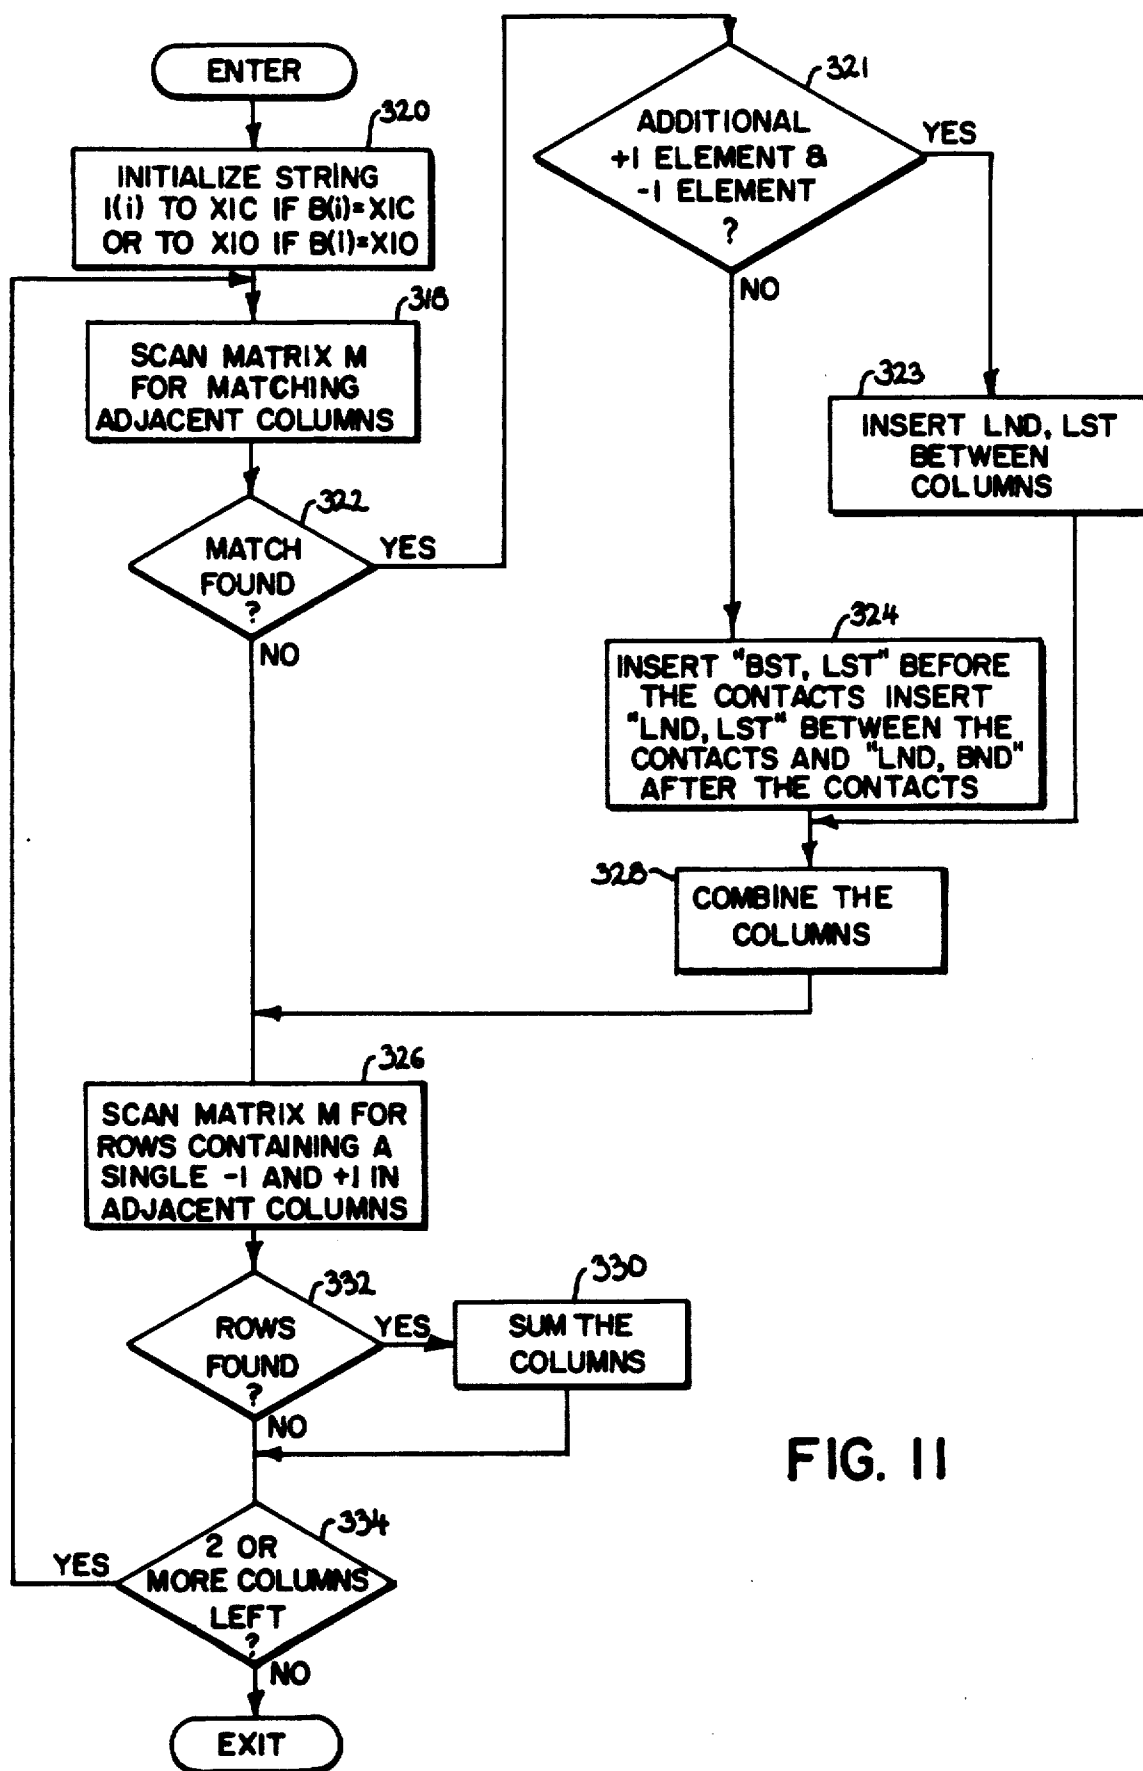 ENTER
320
INITIALIZE STRING
I(i) TO XIC IF B(i)=XIC
OR TO XIO IF B(i)=XIO
318
SCAN MATRIX M
FOR MATCHING
ADJACENT COLUMNS
322
MATCH
FOUND
?
YES
NO
321
ADDITIONAL
+1 ELEMENT &
-1 ELEMENT
?
YES
NO
323
INSERT LND, LST
BETWEEN
COLUMNS
324
INSERT "BST, LST" BEFORE
THE CONTACTS INSERT
"LND, LST" BETWEEN THE
CONTACTS AND "LND, BND"
AFTER THE CONTACTS
328
COMBINE THE
COLUMNS
326
SCAN MATRIX M FOR
ROWS CONTAINING A
SINGLE -1 AND +1 IN
ADJACENT COLUMNS
332
ROWS
FOUND
?
YES
NO
330
SUM THE
COLUMNS
334
2 OR
MORE COLUMNS
LEFT
?
YES
NO
EXIT
FIG. 11